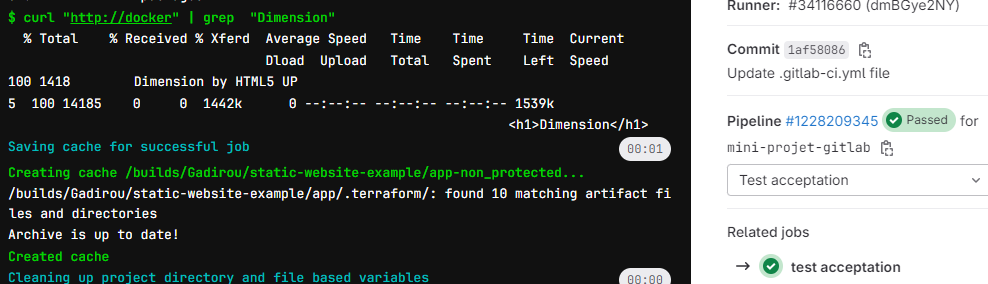 $ curl "http://docker" | grep  "Dimension"
% Total    % Received % Xferd  Average Speed   Time    Time     Time  Current
Dload  Upload   Total   Spent    Left  Speed
100 1418        Dimension by HTML5 UP
5  100 14185    0     0  1442k      0 --:--:-- --:--:-- --:--:-- 1539k
<h1>Dimension</h1>
Saving cache for successful job
00:01
Creating cache /builds/Gadirou/static-website-example/app-non_protected...
/builds/Gadirou/static-website-example/app/.terraform/: found 10 matching artifact fi
les and directories
Archive is up to date!
Created cache
Cleaning up project directory and file based variables
00:00
Runner: #34116660 (dmBGye2NY)
Commit 1af58086
Update .gitlab-ci.yml file
Pipeline #1228209345 Passed for
mini-projet-gitlab
Test acceptation
Related jobs
→ test acceptation